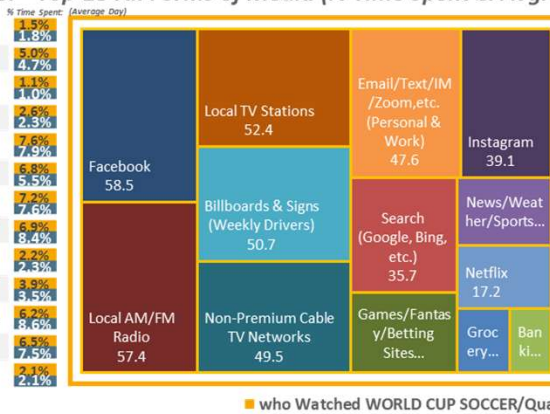 % Time Spent: (Average Day)
1.5%
1.8%
5.0%
4.7%
1.1%
1.0%
2.6%
2.3%
7.6%
7.9%
6.8%
5.5%
7.2%
7.6%
6.9%
8.4%
2.2%
2.3%
3.9%
3.5%
6.2%
8.6%
6.5%
7.5%
2.1%
2.1%
Facebook
58.5
Local AM/FM
Radio
57.4
Local TV Stations
52.4
Billboards & Signs
(Weekly Drivers)
50.7
Non-Premium Cable
TV Networks
49.5
Email/Text/IM
/Zoom,etc.
(Personal &
Work)
47.6
Search
(Google, Bing,
etc.)
35.7
Games/Fantas
y/Betting
Sites...
Instagram
39.1
News/Weat
her/Sports...
Netflix
17.2
Groc
ery...
Ban
ki...
who Watched WORLD CUP SOCCER/Qua